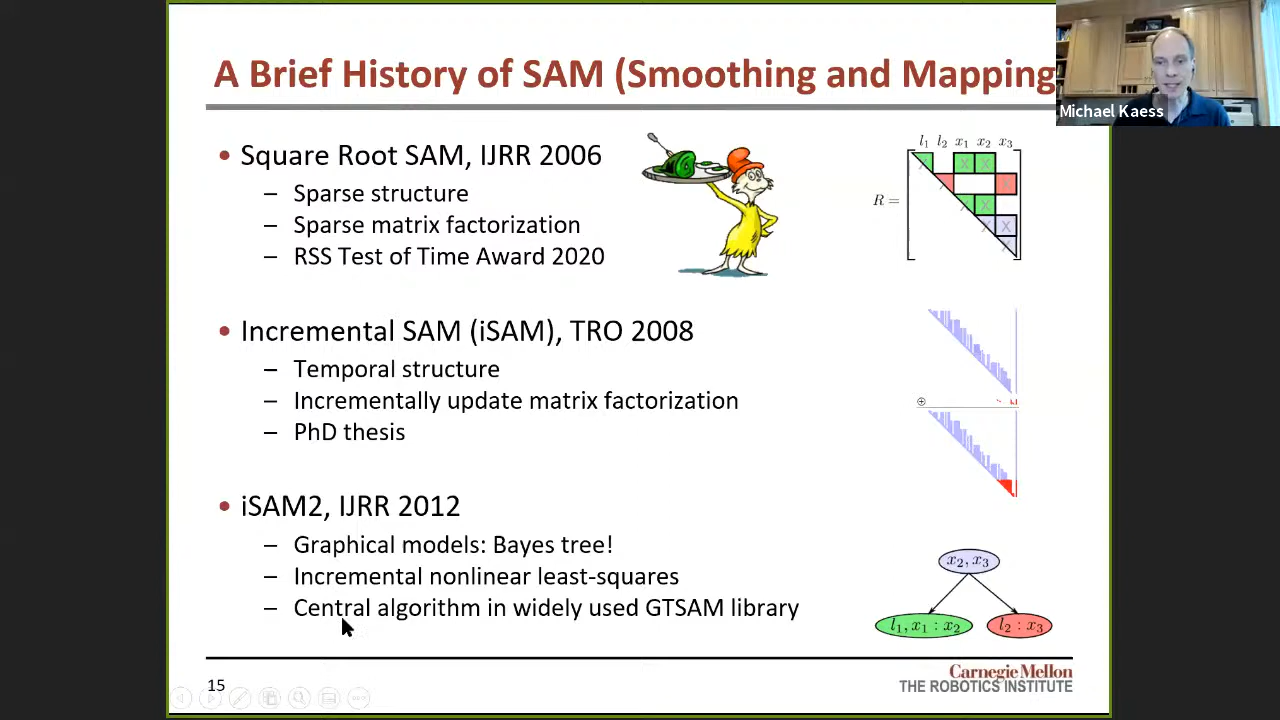 A Brief History of SAM (Smoothing and Mapping
Michael Kaess
• Square Root SAM, IJRR 2006
– Sparse structure
– Sparse matrix factorization
– RSS Test of Time Award 2020
l₁ l₂ x₁ x₂ x₃
R =
X X
X
X X
X X
X
• Incremental SAM (iSAM), TRO 2008
– Temporal structure
– Incrementally update matrix factorization
– PhD thesis
⊕
• iSAM2, IJRR 2012
– Graphical models: Bayes tree!
– Incremental nonlinear least-squares
– Central algorithm in widely used GTSAM library
x₂, x₃
l₁, x₁ : x₂
l₂ : x₃
15
Carnegie Mellon
THE ROBOTICS INSTITUTE